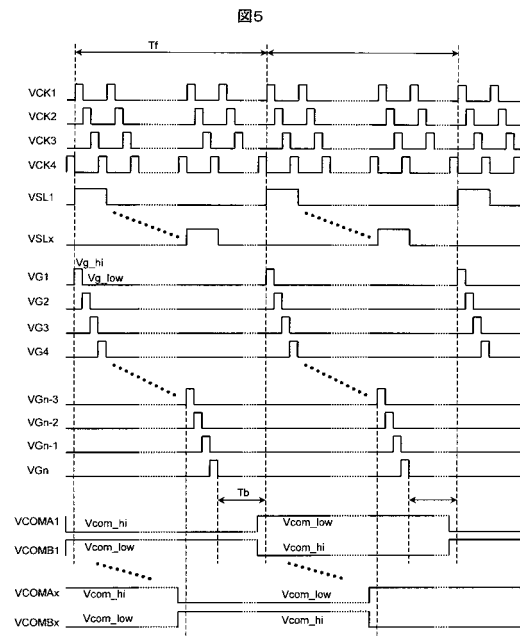 図5
Tf
VCK1
VCK2
VCK3
VCK4
VSL1
VSLx
Vg_hi
VG1
Vg_low
VG2
VG3
VG4
VGn-3
VGn-2
VGn-1
VGn
Tb
VCOMA1
Vcom_hi
Vcom_low
VCOMB1
Vcom_low
Vcom_hi
VCOMAx
Vcom_hi
Vcom_low
VCOMBx
Vcom_low
Vcom_hi